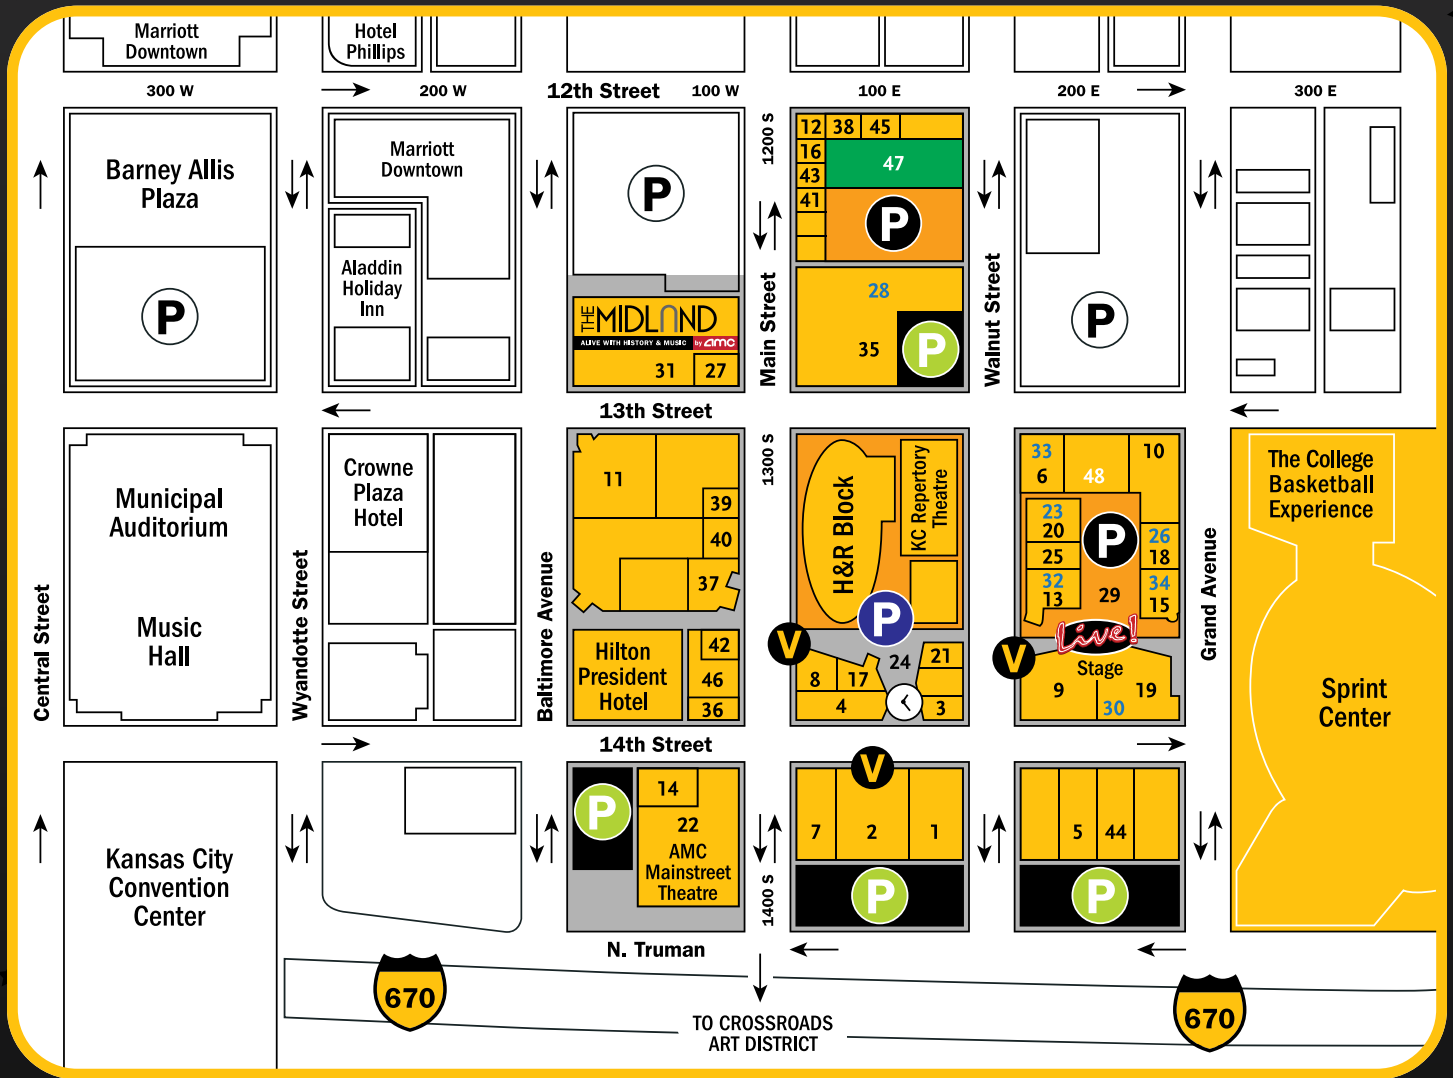 Marriott
Downtown
Hotel
Phillips
300 W
200 W
12th Street
100 W
100 E
200 E
300 E
Barney Allis
Plaza
P
Marriott
Downtown
Aladdin
Holiday
Inn
P
1200 S
12
38
45
16
47
43
41
P
28
35
P
P
THE MIDLAND
ALIVE WITH HISTORY & MUSIC by amc
31
27
Main Street
Walnut Street
13th Street
Municipal
Auditorium
Music
Hall
Crowne
Plaza
Hotel
11
39
40
37
1300 S
H&R Block
KC Repertory
Theatre
P
33
6
48
10
23
20
25
32
13
P
29
26
18
34
15
The College
Basketball
Experience
Sprint
Center
Central Street
Wyandotte Street
Baltimore Avenue
Grand Avenue
Hilton
President
Hotel
42
46
36
V
8
17
4
24
21
3
V
Live!
Stage
9
19
30
14th Street
Kansas City
Convention
Center
P
14
22
AMC
Mainstreet
Theatre
1400 S
V
7
2
1
P
5
44
P
N. Truman
670
670
TO CROSSROADS
ART DISTRICT